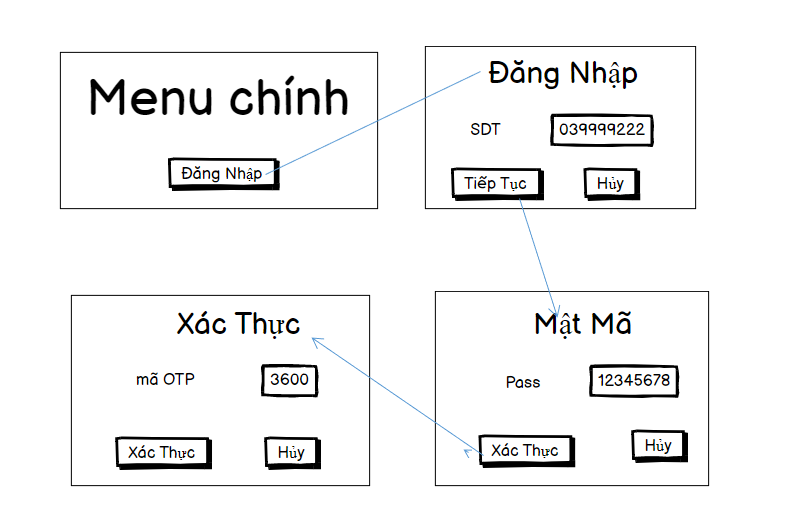 Menu chính
Đăng Nhập
Đăng Nhập
SDT 039999222
Tiếp Tục Hủy
Xác Thực
mã OTP 3600
Xác Thực Hủy
Mật Mã
Pass 12345678
Xác Thực Hủy